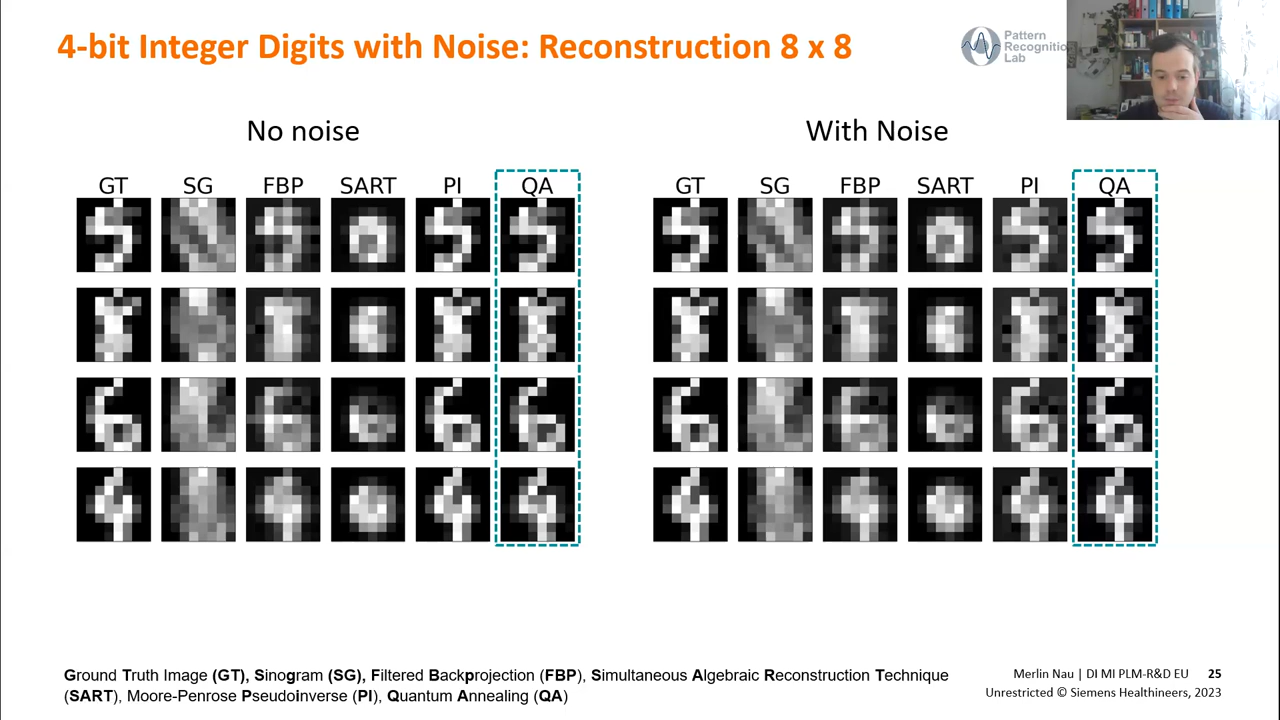 4-bit Integer Digits with Noise: Reconstruction 8 x 8
Pattern
Recognitio
Lab
No noise
With Noise
GT SG FBP SART PI QA
GT SG FBP SART PI QA
Ground Truth Image (GT), Sinogram (SG), Filtered Backprojection (FBP), Simultaneous Algebraic Reconstruction Technique
(SART), Moore-Penrose Pseudoinverse (PI), Quantum Annealing (QA)
Merlin Nau | DI MI PLM-R&D EU 25
Unrestricted © Siemens Healthineers, 2023